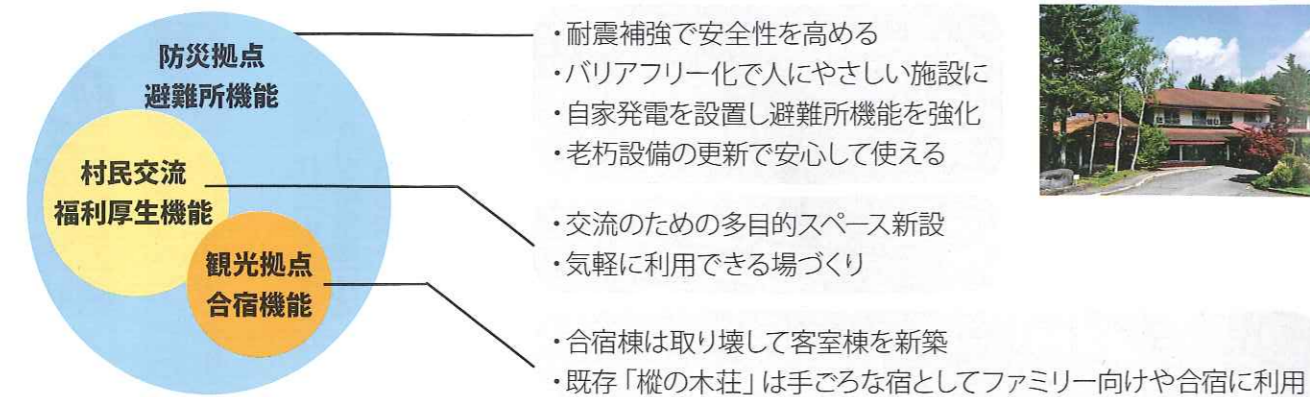 防災拠点
避難所機能
村民交流
福利厚生機能
観光拠点
合宿機能
・耐震補強で安全性を高める
・バリアフリー化で人にやさしい施設に
・自家発電を設置し避難所機能を強化
・老朽設備の更新で安心して使える
・交流のための多目的スペース新設
・気軽に利用できる場づくり
・合宿棟は取り壊して客室棟を新築
・既存「樅の木荘」は手ごろな宿としてファミリー向けや合宿に利用